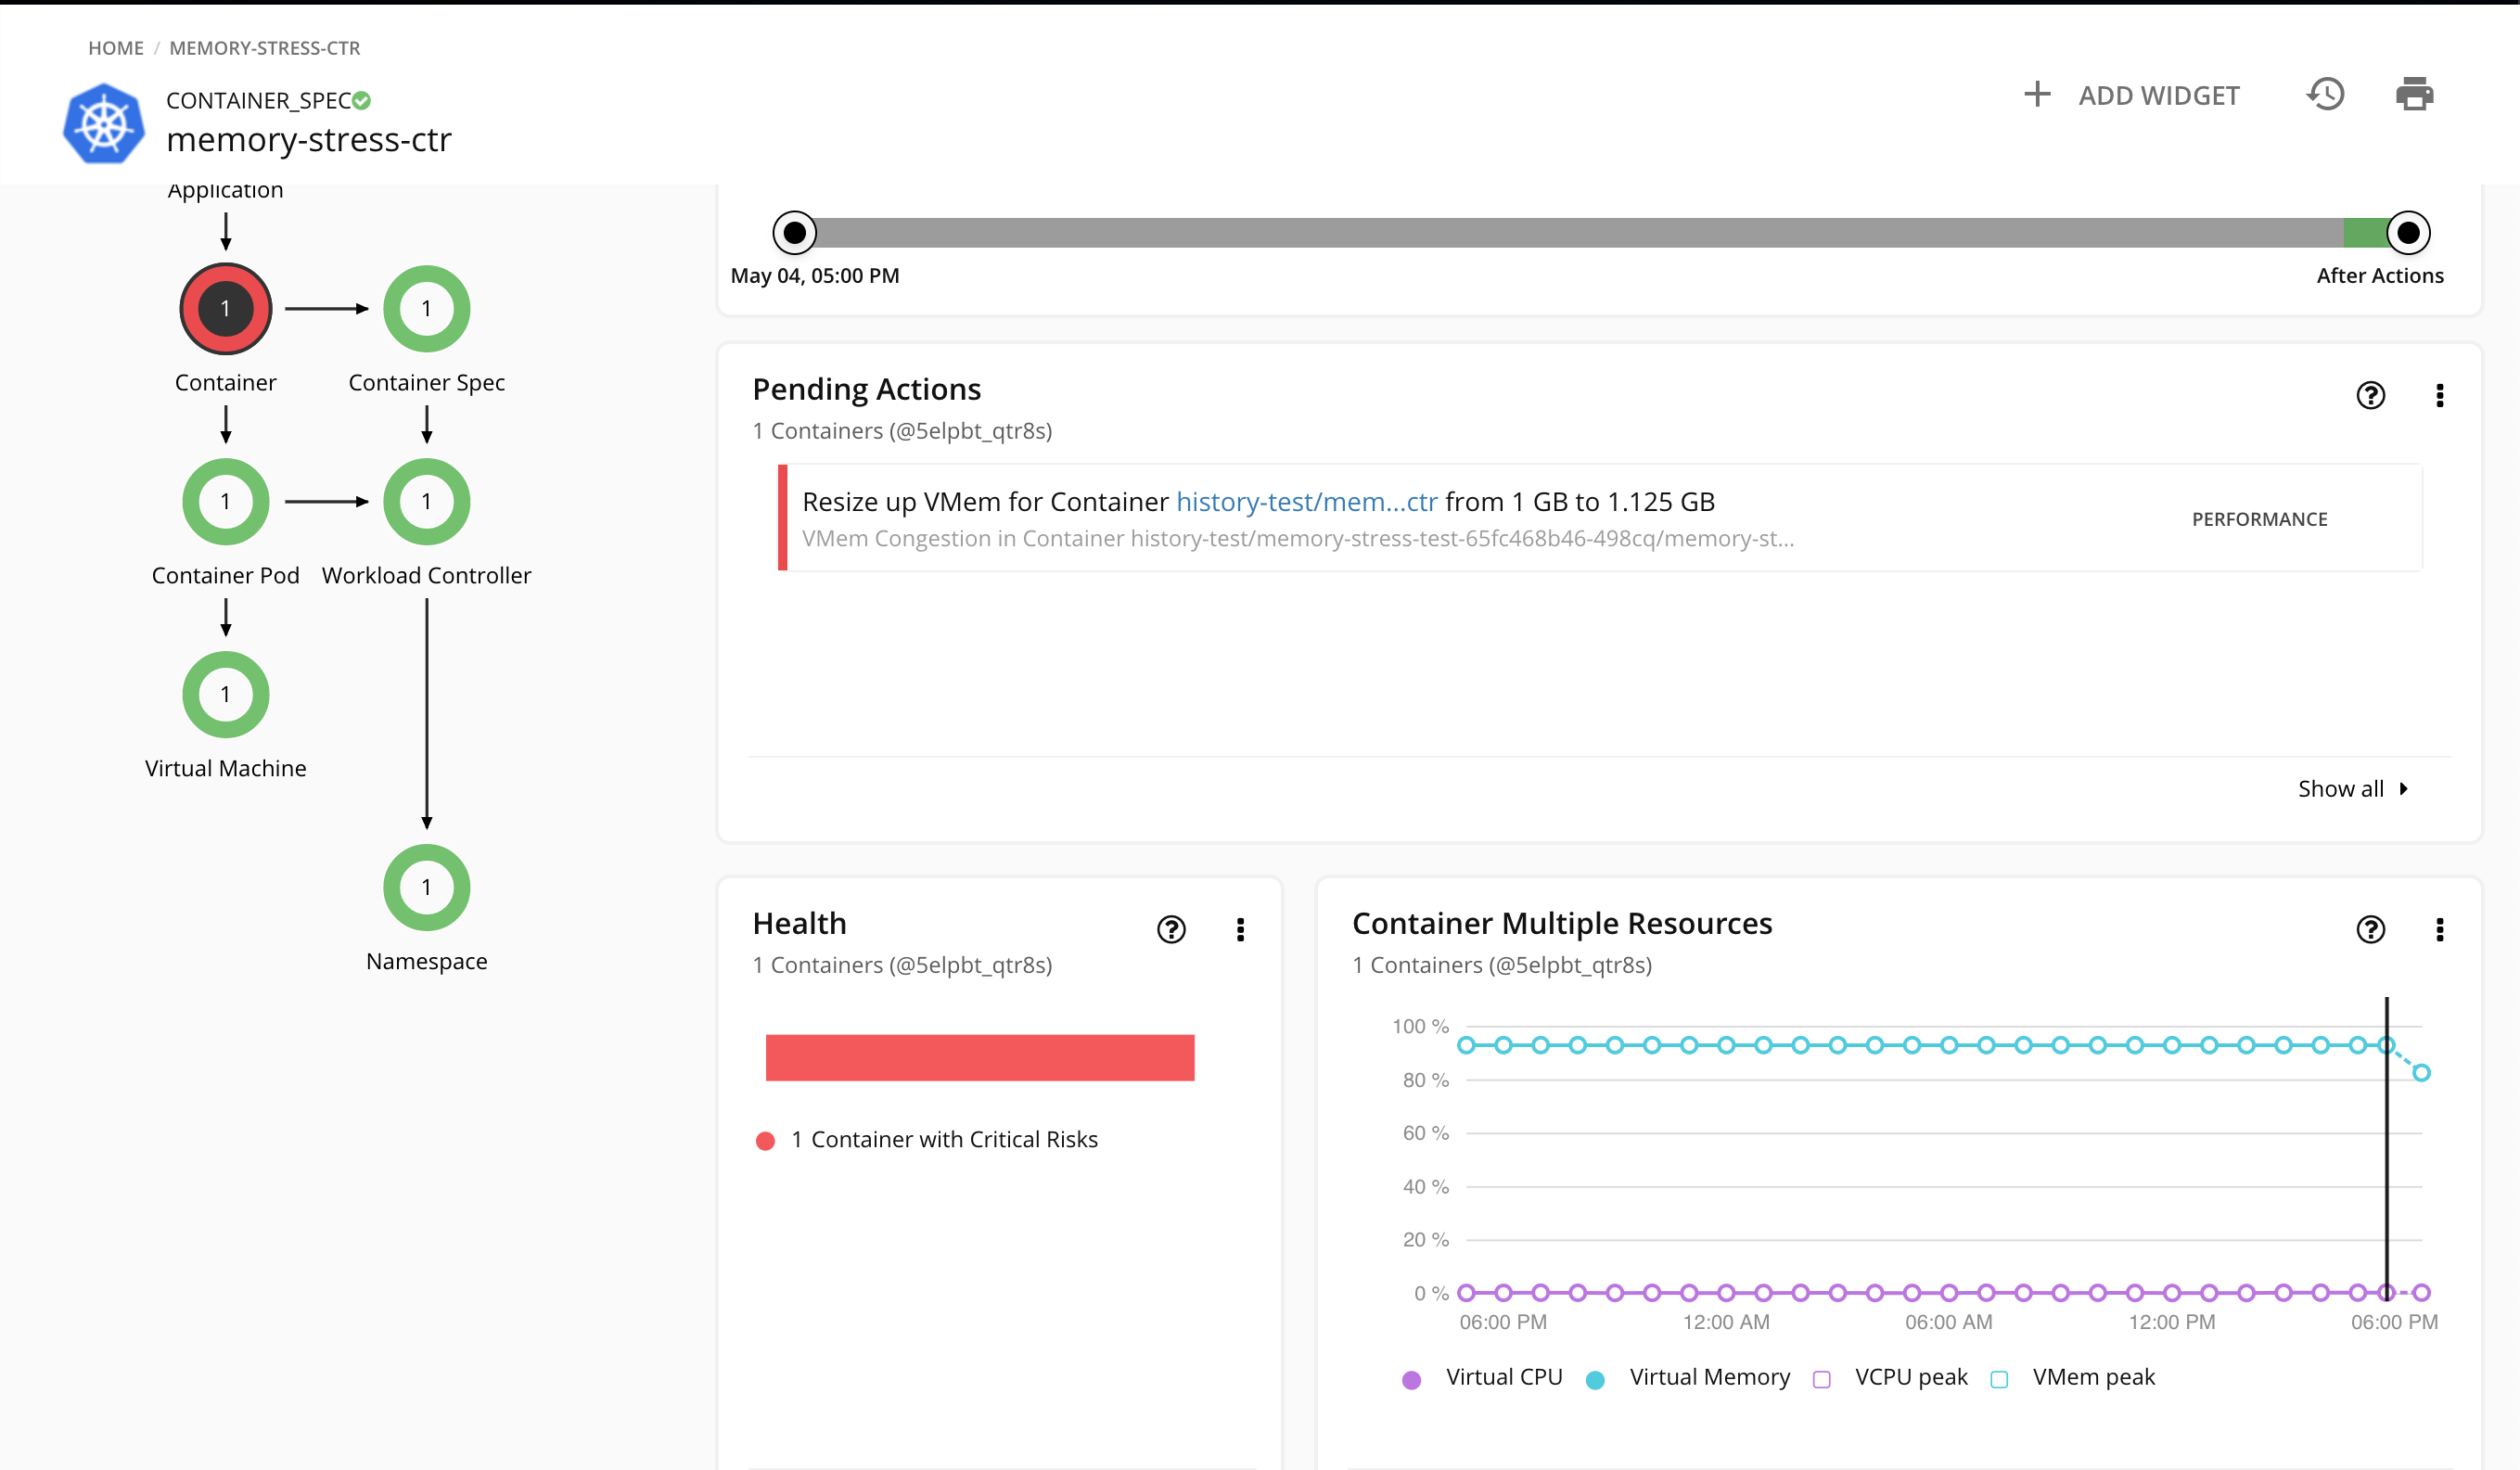 HOME / MEMORY-STRESS-CTR
CONTAINER_SPEC
memory-stress-ctr
+ ADD WIDGET
Application
1
1
Container
Container Spec
1
1
Container Pod
Workload Controller
1
Virtual Machine
1
Namespace
May 04, 05:00 PM
After Actions
Pending Actions
1 Containers (@5elpbt_qtr8s)
Resize up VMem for Container history-test/mem...ctr from 1 GB to 1.125 GB
VMem Congestion in Container history-test/memory-stress-test-65fc468b46-498cq/memory-st...
PERFORMANCE
Show all
Health
1 Containers (@5elpbt_qtr8s)
1 Container with Critical Risks
Container Multiple Resources
1 Containers (@5elpbt_qtr8s)
100 %
80 %
60 %
40 %
20 %
0 %
06:00 PM
12:00 AM
06:00 AM
12:00 PM
06:00 PM
Virtual CPU
Virtual Memory
VCPU peak
VMem peak